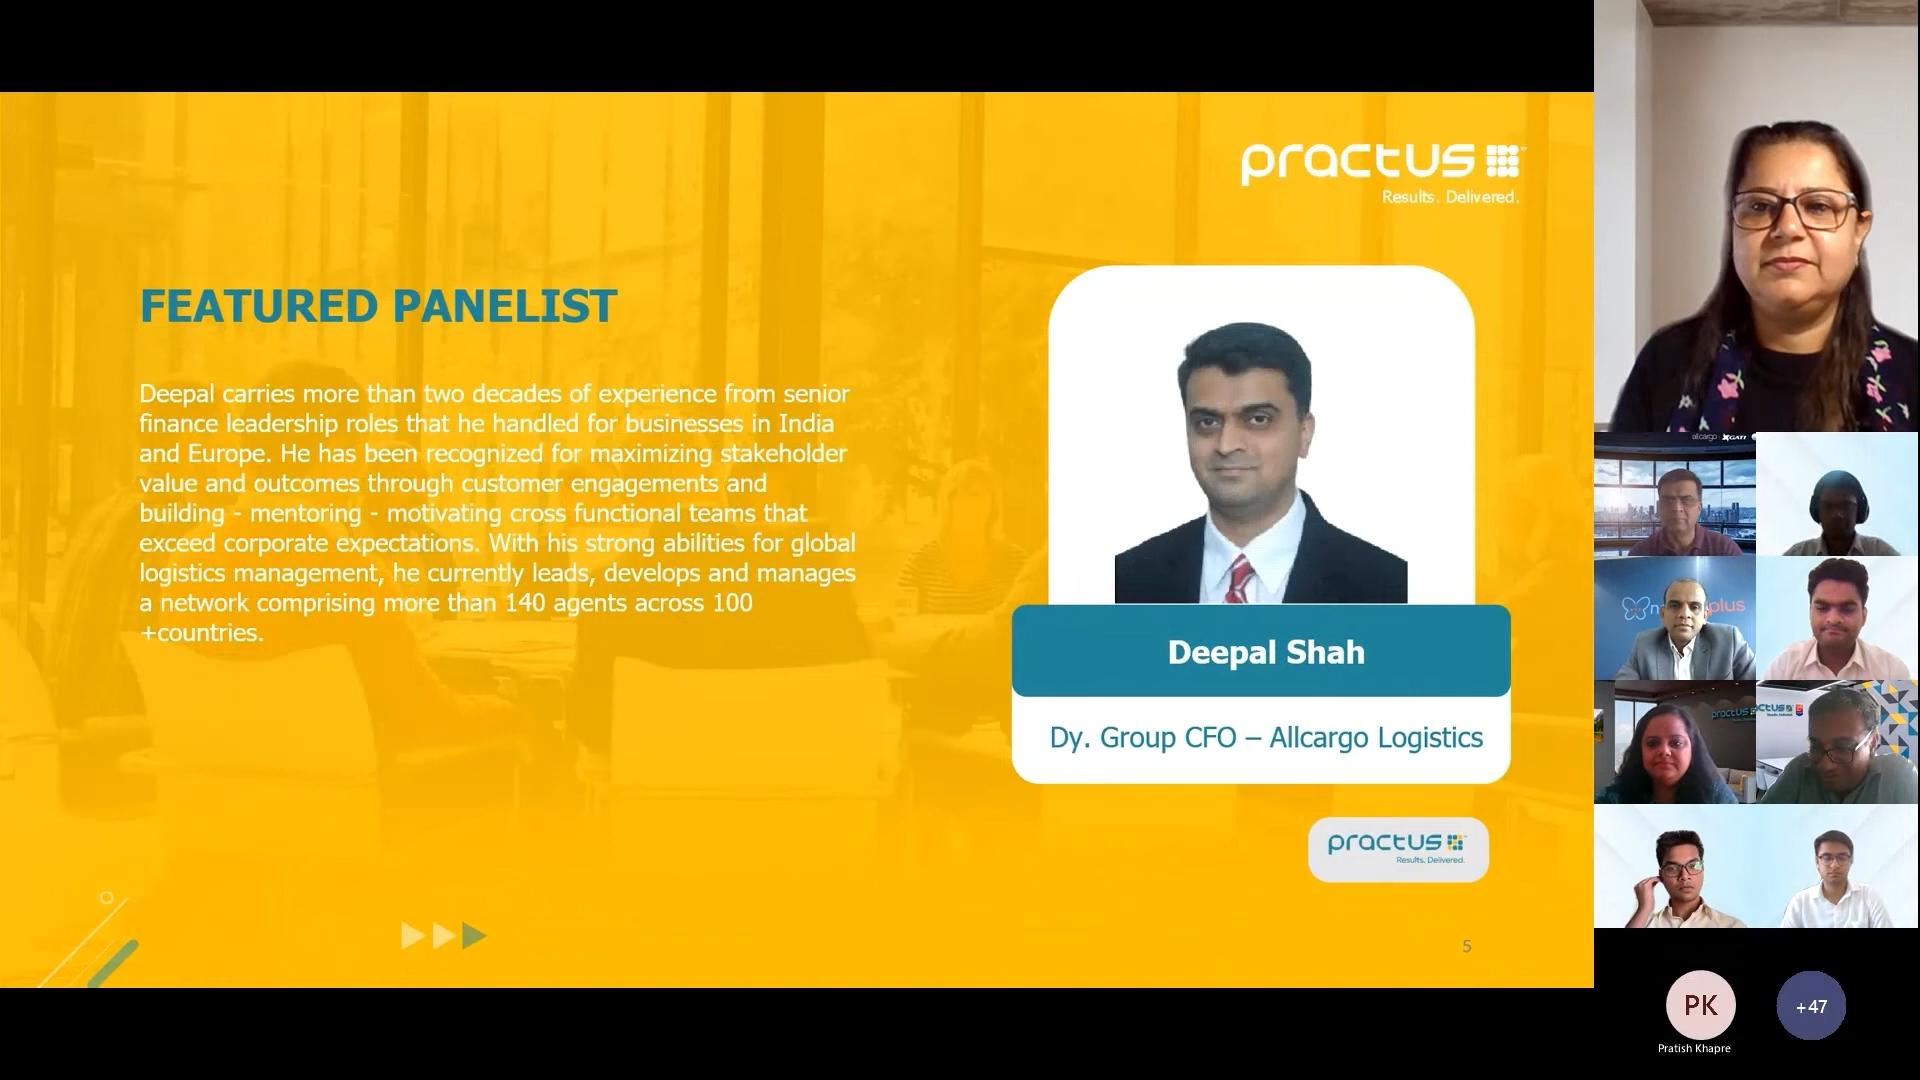 practus
Results. Delivered.
FEATURED PANELIST
Deepal carries more than two decades of experience from senior
finance leadership roles that he handled for businesses in India
and Europe. He has been recognized for maximizing stakeholder
value and outcomes through customer engagements and
building - mentoring - motivating cross functional teams that
exceed corporate expectations. With his strong abilities for global
logistics management, he currently leads, develops and manages
a network comprising more than 140 agents across 100
+countries.
Deepal Shah
Dy. Group CFO – Allcargo Logistics
practus
Results. Delivered.
5
allcargo GATI
plus
practus
PK
+47
Pratish Khapre